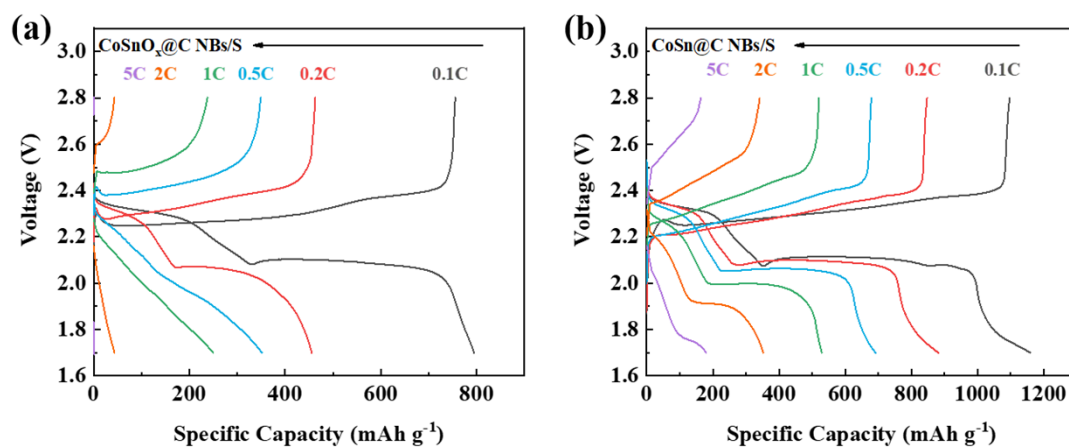 (a)
CoSnOₓ@C NBs/S
5C 2C 1C 0.5C 0.2C 0.1C
3.0
2.8
2.6
2.4
2.2
2.0
1.8
1.6
Voltage (V)
0 200 400 600 800
Specific Capacity (mAh g⁻¹)
(b)
CoSn@C NBs/S
5C 2C 1C 0.5C 0.2C 0.1C
3.0
2.8
2.6
2.4
2.2
2.0
1.8
1.6
Voltage (V)
0 200 400 600 800 1000 1200
Specific Capacity (mAh g⁻¹)